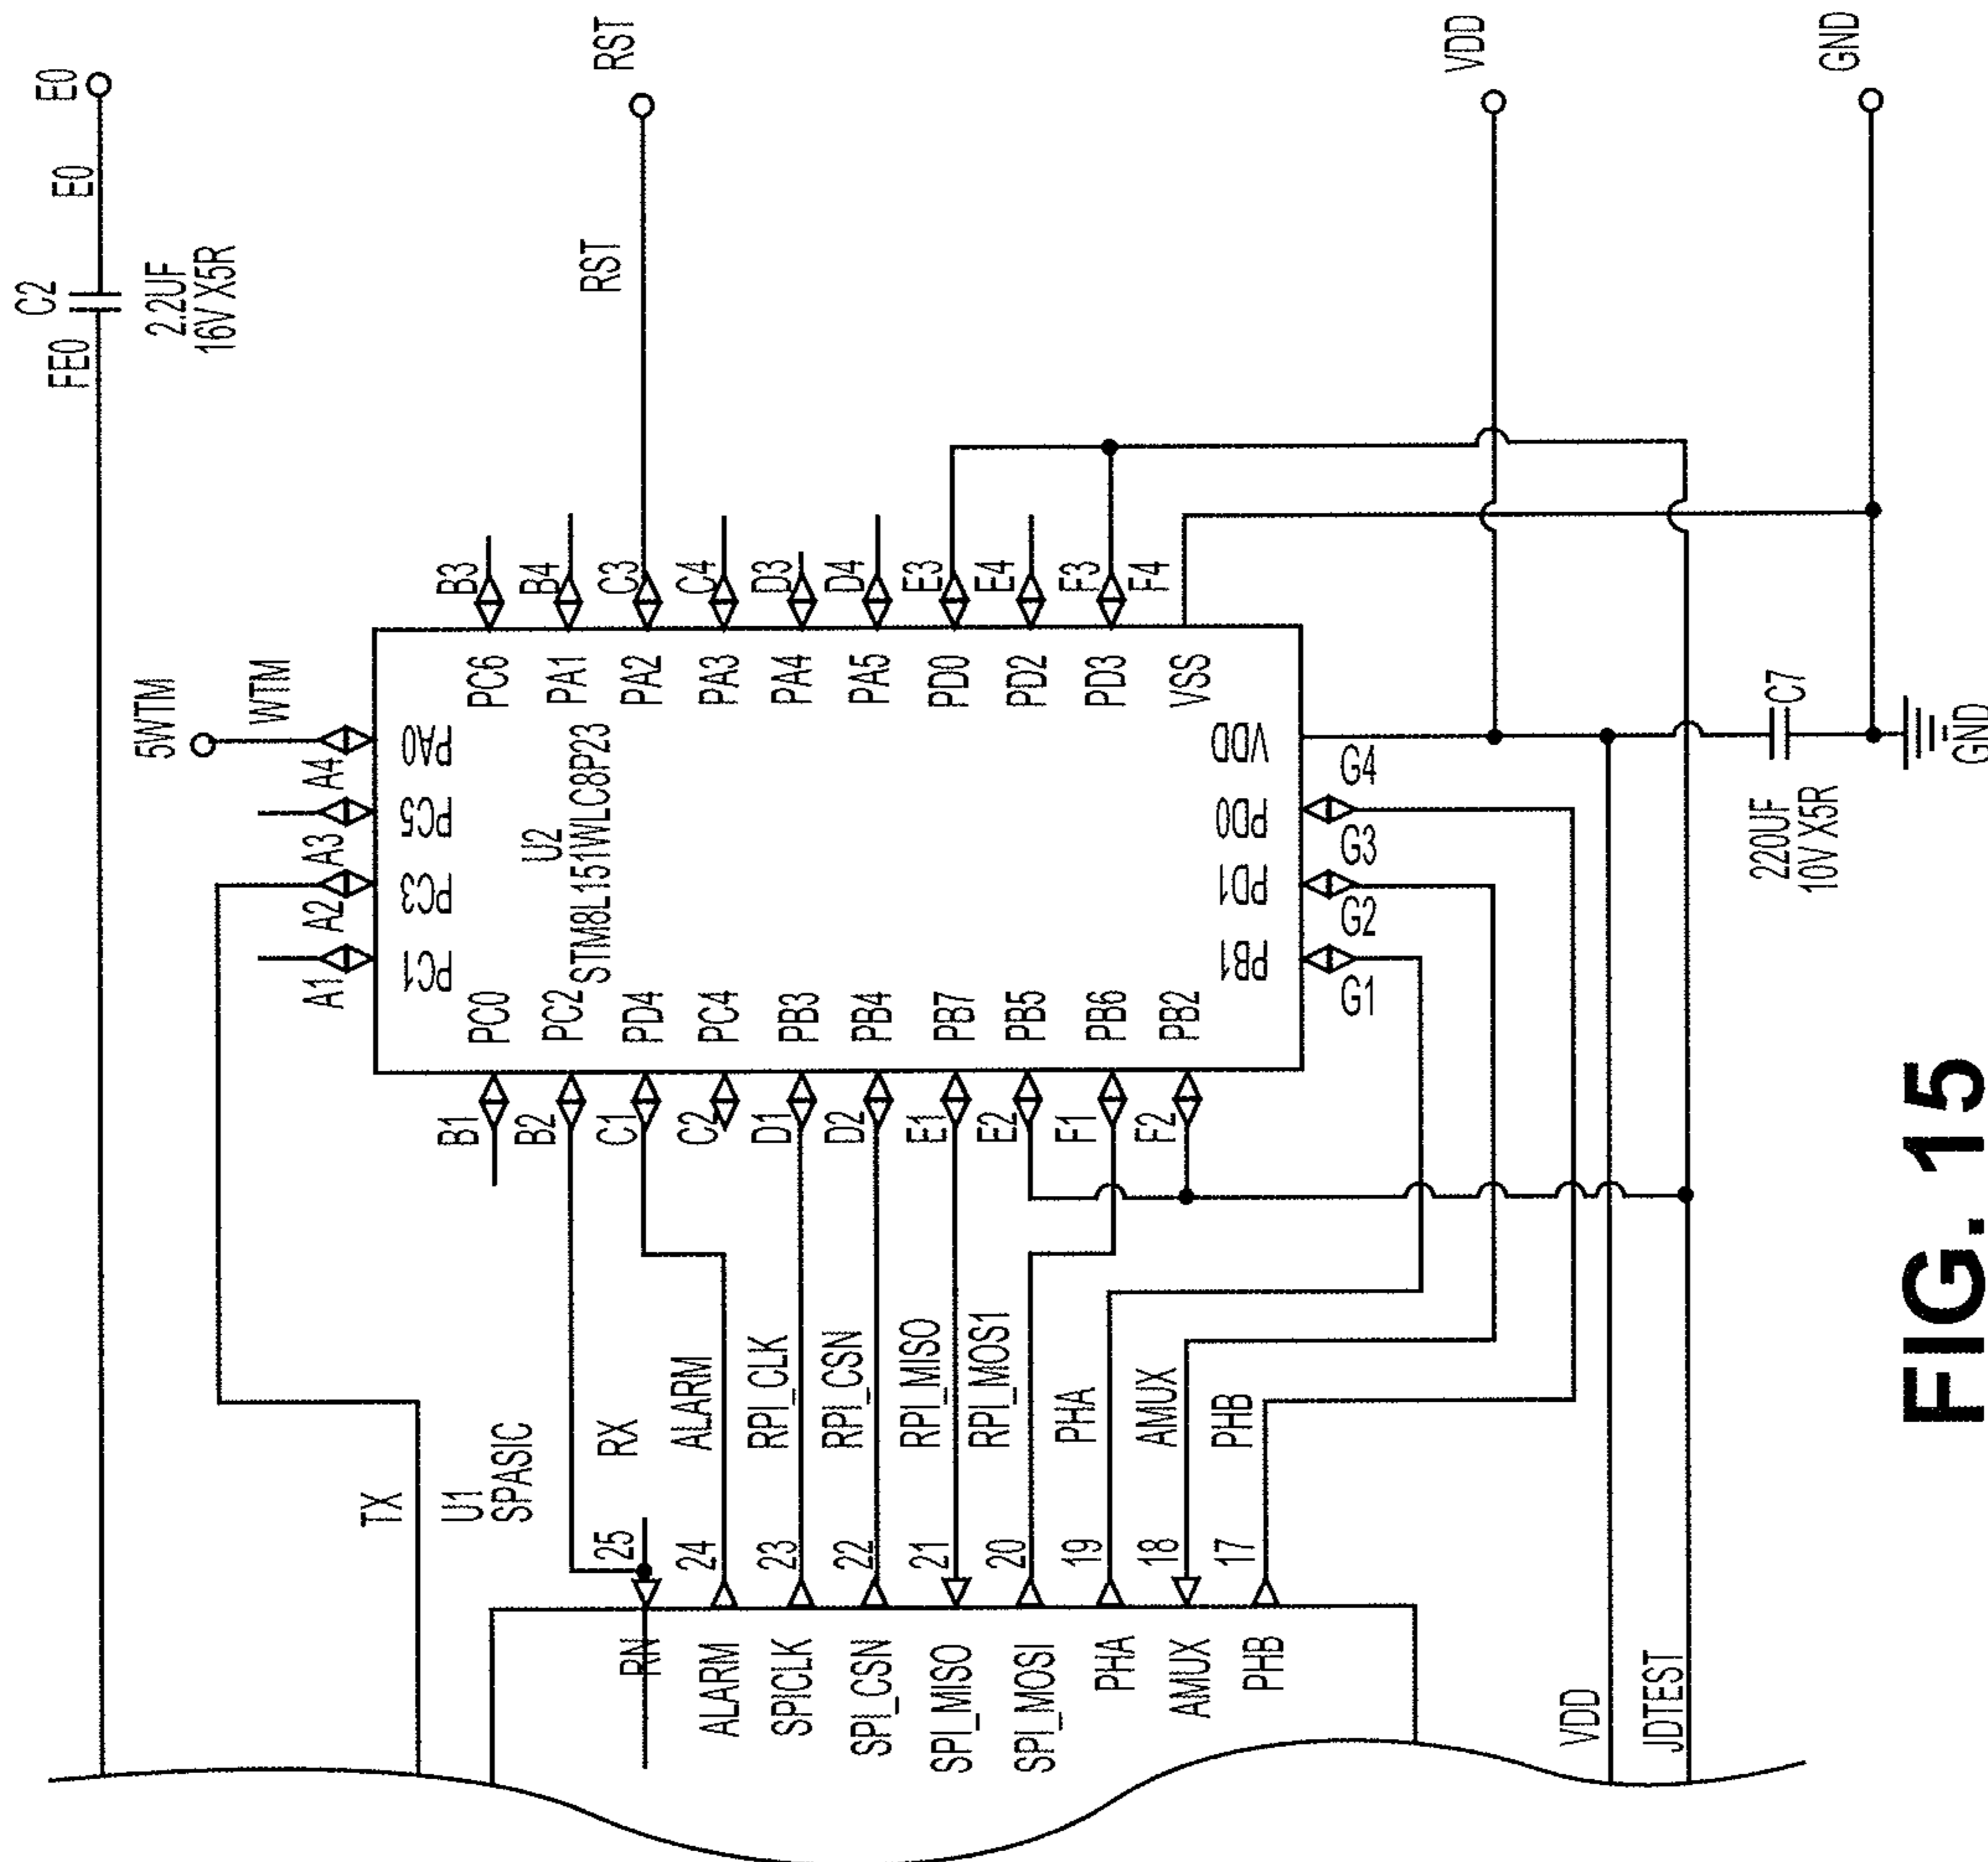 E0
E0
C2
FE0
2.2UF
16V X5R
RST
RST
VDD
GND
5WTM
WTM
A4
A3
A2
A1
PA0
PC5
PC3
PC1
B3
B4
C3
C4
D3
D4
E3
E4
F3
F4
PC6
PA1
PA2
PA3
PA4
PA5
PD0
PD2
PD3
VSS
U2
STM8L151WLC8P23
PC0
PC2
PD4
PC4
PB3
PB4
PB7
PB5
PB6
PB2
VDD
PD0
PD1
PB1
G4
G3
G2
G1
B1
B2
C1
C2
D1
D2
E1
E2
F1
F2
C7
220UF
10V X5R
GND
TX
U1
SPASIC
RX
ALARM
RPI_CLK
RPI_CSN
RPI_MISO
RPI_MOS1
PHA
AMUX
PHB
25
24
23
22
21
20
19
18
17
RN
ALARM
SPICLK
SPI_CSN
SPI_MISO
SPI_MOSI
PHA
AMUX
PHB
VDD
JDTEST
FIG. 15